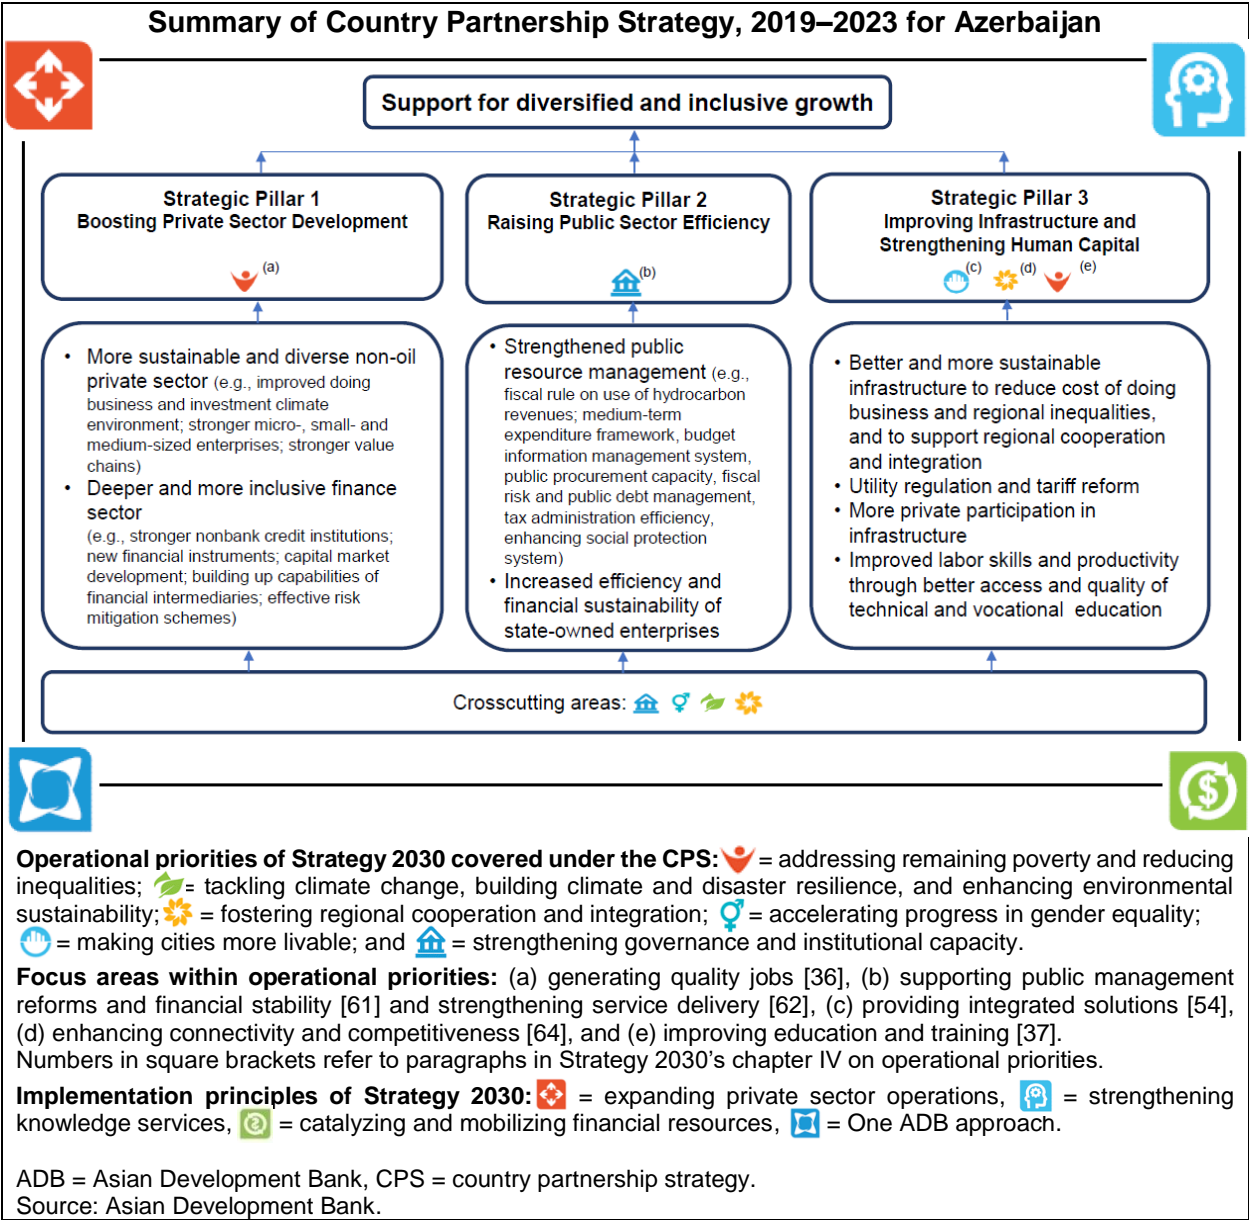 Summary of Country Partnership Strategy, 2019–2023 for Azerbaijan
Support for diversified and inclusive growth
Strategic Pillar 1
Boosting Private Sector Development
(a)
Strategic Pillar 2
Raising Public Sector Efficiency
(b)
Strategic Pillar 3
Improving Infrastructure and
Strengthening Human Capital
(c) (d) (e)
• More sustainable and diverse non-oil
private sector (e.g., improved doing
business and investment climate
environment; stronger micro-, small- and
medium-sized enterprises; stronger value
chains)
• Deeper and more inclusive finance
sector
(e.g., stronger nonbank credit institutions;
new financial instruments; capital market
development; building up capabilities of
financial intermediaries; effective risk
mitigation schemes)
• Strengthened public
resource management (e.g.,
fiscal rule on use of hydrocarbon
revenues; medium-term
expenditure framework, budget
information management system,
public procurement capacity, fiscal
risk and public debt management,
tax administration efficiency,
enhancing social protection
system)
• Increased efficiency and
financial sustainability of
state-owned enterprises
• Better and more sustainable
infrastructure to reduce cost of doing
business and regional inequalities,
and to support regional cooperation
and integration
• Utility regulation and tariff reform
• More private participation in
infrastructure
• Improved labor skills and productivity
through better access and quality of
technical and vocational education
Crosscutting areas:
$
Operational priorities of Strategy 2030 covered under the CPS: = addressing remaining poverty and reducing
inequalities; = tackling climate change, building climate and disaster resilience, and enhancing environmental
sustainability; = fostering regional cooperation and integration; = accelerating progress in gender equality;
= making cities more livable; and = strengthening governance and institutional capacity.
Focus areas within operational priorities: (a) generating quality jobs [36], (b) supporting public management
reforms and financial stability [61] and strengthening service delivery [62], (c) providing integrated solutions [54],
(d) enhancing connectivity and competitiveness [64], and (e) improving education and training [37].
Numbers in square brackets refer to paragraphs in Strategy 2030’s chapter IV on operational priorities.
Implementation principles of Strategy 2030: = expanding private sector operations, = strengthening
knowledge services, = catalyzing and mobilizing financial resources, = One ADB approach.
ADB = Asian Development Bank, CPS = country partnership strategy.
Source: Asian Development Bank.